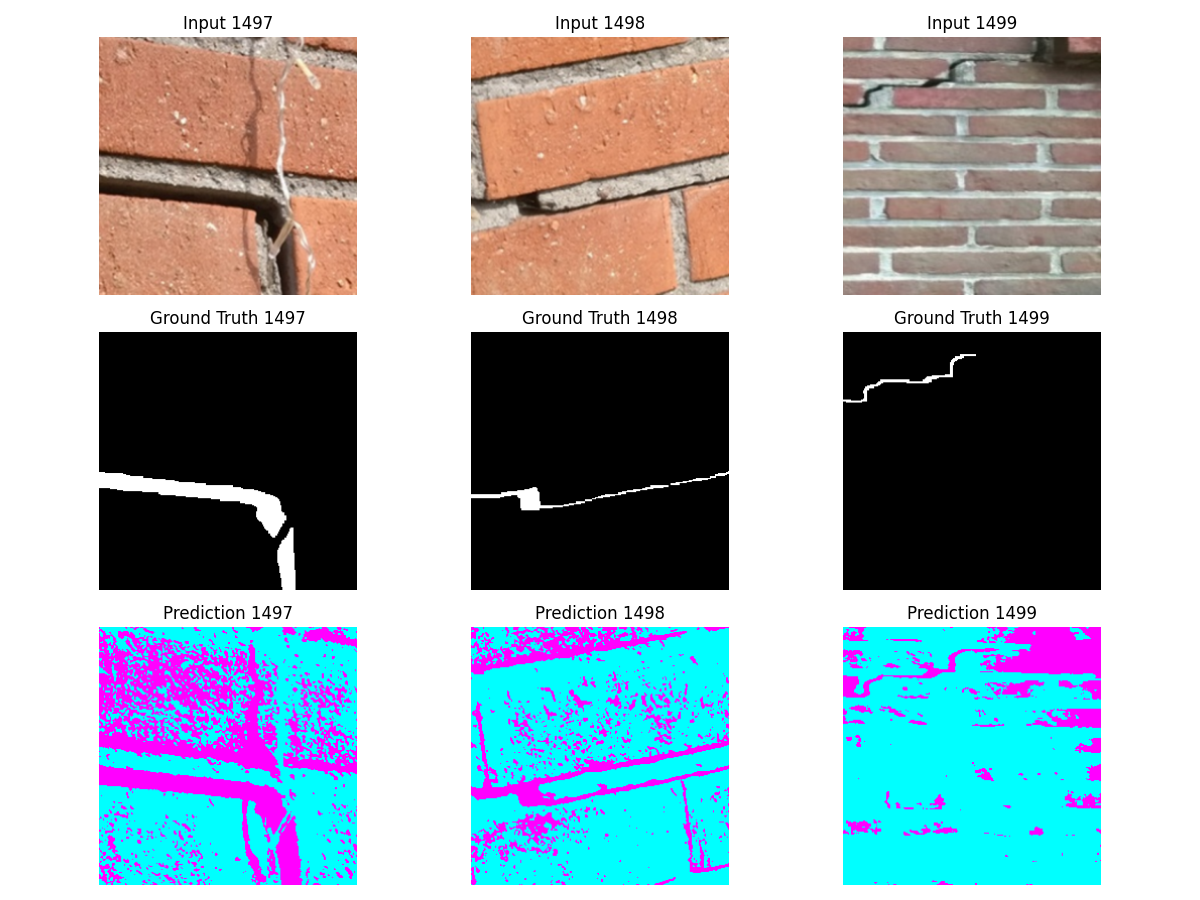 Input 1497
Input 1498
Input 1499
Ground Truth 1497
Ground Truth 1498
Ground Truth 1499
Prediction 1497
Prediction 1498
Prediction 1499